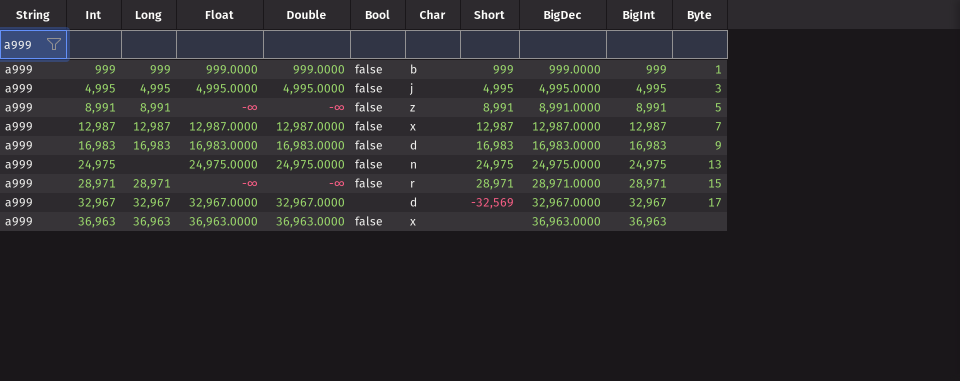 String Int Long Float Double Bool Char Short BigDec BigInt Byte
a999
a999 999 999 999.0000 999.0000 false b 999 999.0000 999 1
a999 4,995 4,995 4,995.0000 4,995.0000 false j 4,995 4,995.0000 4,995 3
a999 8,991 8,991 -∞ -∞ false z 8,991 8,991.0000 8,991 5
a999 12,987 12,987 12,987.0000 12,987.0000 false x 12,987 12,987.0000 12,987 7
a999 16,983 16,983 16,983.0000 16,983.0000 false d 16,983 16,983.0000 16,983 9
a999 24,975 24,975.0000 24,975.0000 false n 24,975 24,975.0000 24,975 13
a999 28,971 28,971 -∞ -∞ false r 28,971 28,971.0000 28,971 15
a999 32,967 32,967 32,967.0000 32,967.0000 d -32,569 32,967.0000 32,967 17
a999 36,963 36,963 36,963.0000 36,963.0000 false x 36,963.0000 36,963